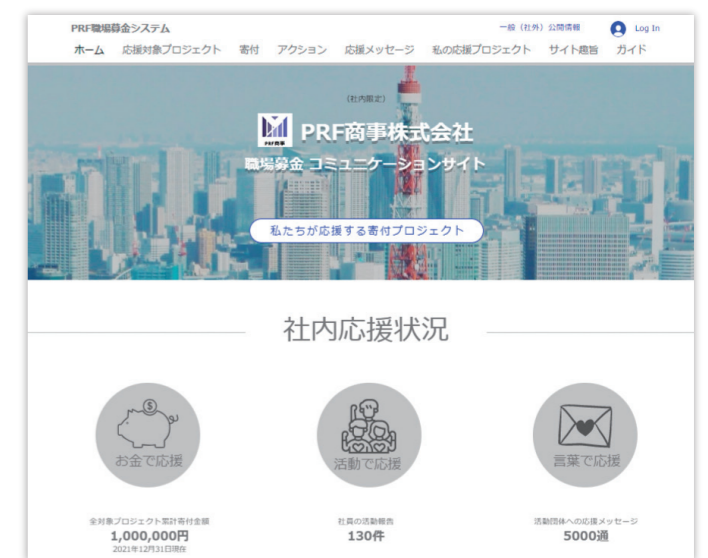 PRF職場募金システム
一般（社外）公開情報
Log In
ホーム 応援対象プロジェクト 寄付 アクション 応援メッセージ 私の応援プロジェクト サイト趣旨 ガイド
（社内限定）
PRF商事
PRF商事株式会社
職場募金 コミュニケーションサイト
私たちが応援する寄付プロジェクト
社内応援状況
お金で応援
活動で応援
言葉で応援
全対象プロジェクト累計寄付金額
1,000,000円
2021年12月31日現在
社員の活動報告
130件
活動団体への応援メッセージ
5000通